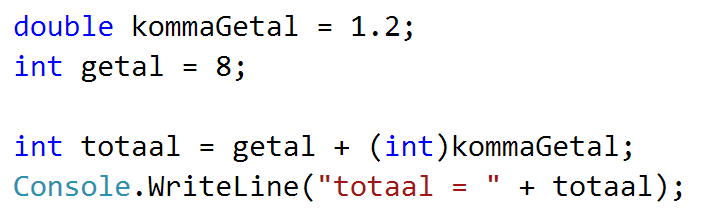 double kommaGetal = 1.2;
int getal = 8;
int totaal = getal + (int)kommaGetal;
Console.WriteLine("totaal = " + totaal);